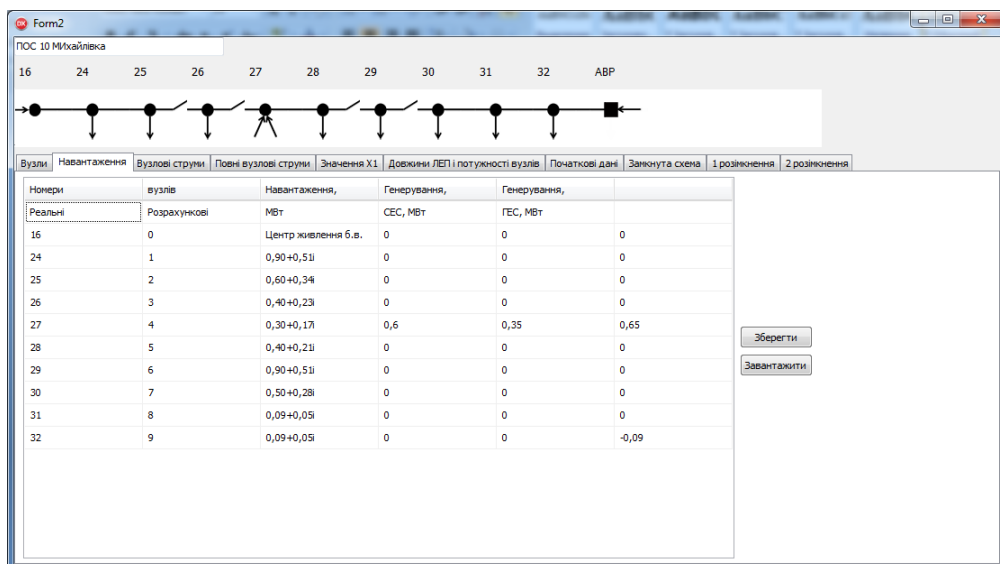 Form2
ПОС 10 МИхайлівка
16 24 25 26 27 28 29 30 31 32 АВР
Вузли Навантаження Вузлові струми Повні вузлові струми Значення X1 Довжини ЛЕП і потужності вузлів Початкові дані Замкнута схема 1 розімкнення 2 розімкнення
Номери вузлів Навантаження, Генерування, Генерування,
Реальні Розрахункові МВт СЕС, МВт ГЕС, МВт
16 0 Центр живлення б.в. 0 0 0
24 1 0,90+0,51i 0 0 0
25 2 0,60+0,34i 0 0 0
26 3 0,40+0,23i 0 0 0
27 4 0,30+0,17i 0,6 0,35 0,65
Зберегти
28 5 0,40+0,21i 0 0 0
29 6 0,90+0,51i 0 0 0
Завантажити
30 7 0,50+0,28i 0 0 0
31 8 0,09+0,05i 0 0 0
32 9 0,09+0,05i 0 0 -0,09